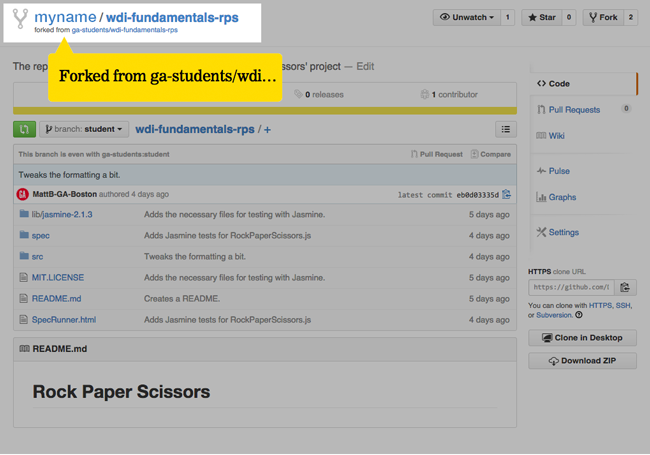 myname / wdi-fundamentals-rps
forked from ga-students/wdi-fundamentals-rps
Unwatch 1 Star 0 Fork 2
Forked from ga-students/wdi...
The rep
issors' project — Edit
0 releases
1 contributor
branch: student wdi-fundamentals-rps / +
This branch is even with ga-students:student Pull Request Compare
Tweaks the formatting a bit.
MattB-GA-Boston authored 4 days ago latest commit eb0d03335d
lib/jasmine-2.1.3 Adds the necessary files for testing with Jasmine. 5 days ago
spec Adds Jasmine tests for RockPaperScissors.js 4 days ago
src Tweaks the formatting a bit. 4 days ago
MIT.LICENSE Adds the necessary files for testing with Jasmine. 5 days ago
README.md Creates a README. 5 days ago
SpecRunner.html Adds Jasmine tests for RockPaperScissors.js 4 days ago
README.md
Rock Paper Scissors
Code
Pull Requests 0
Wiki
Pulse
Graphs
Settings
HTTPS clone URL
https://github.com/
You can clone with HTTPS, SSH,
or Subversion.
Clone in Desktop
Download ZIP